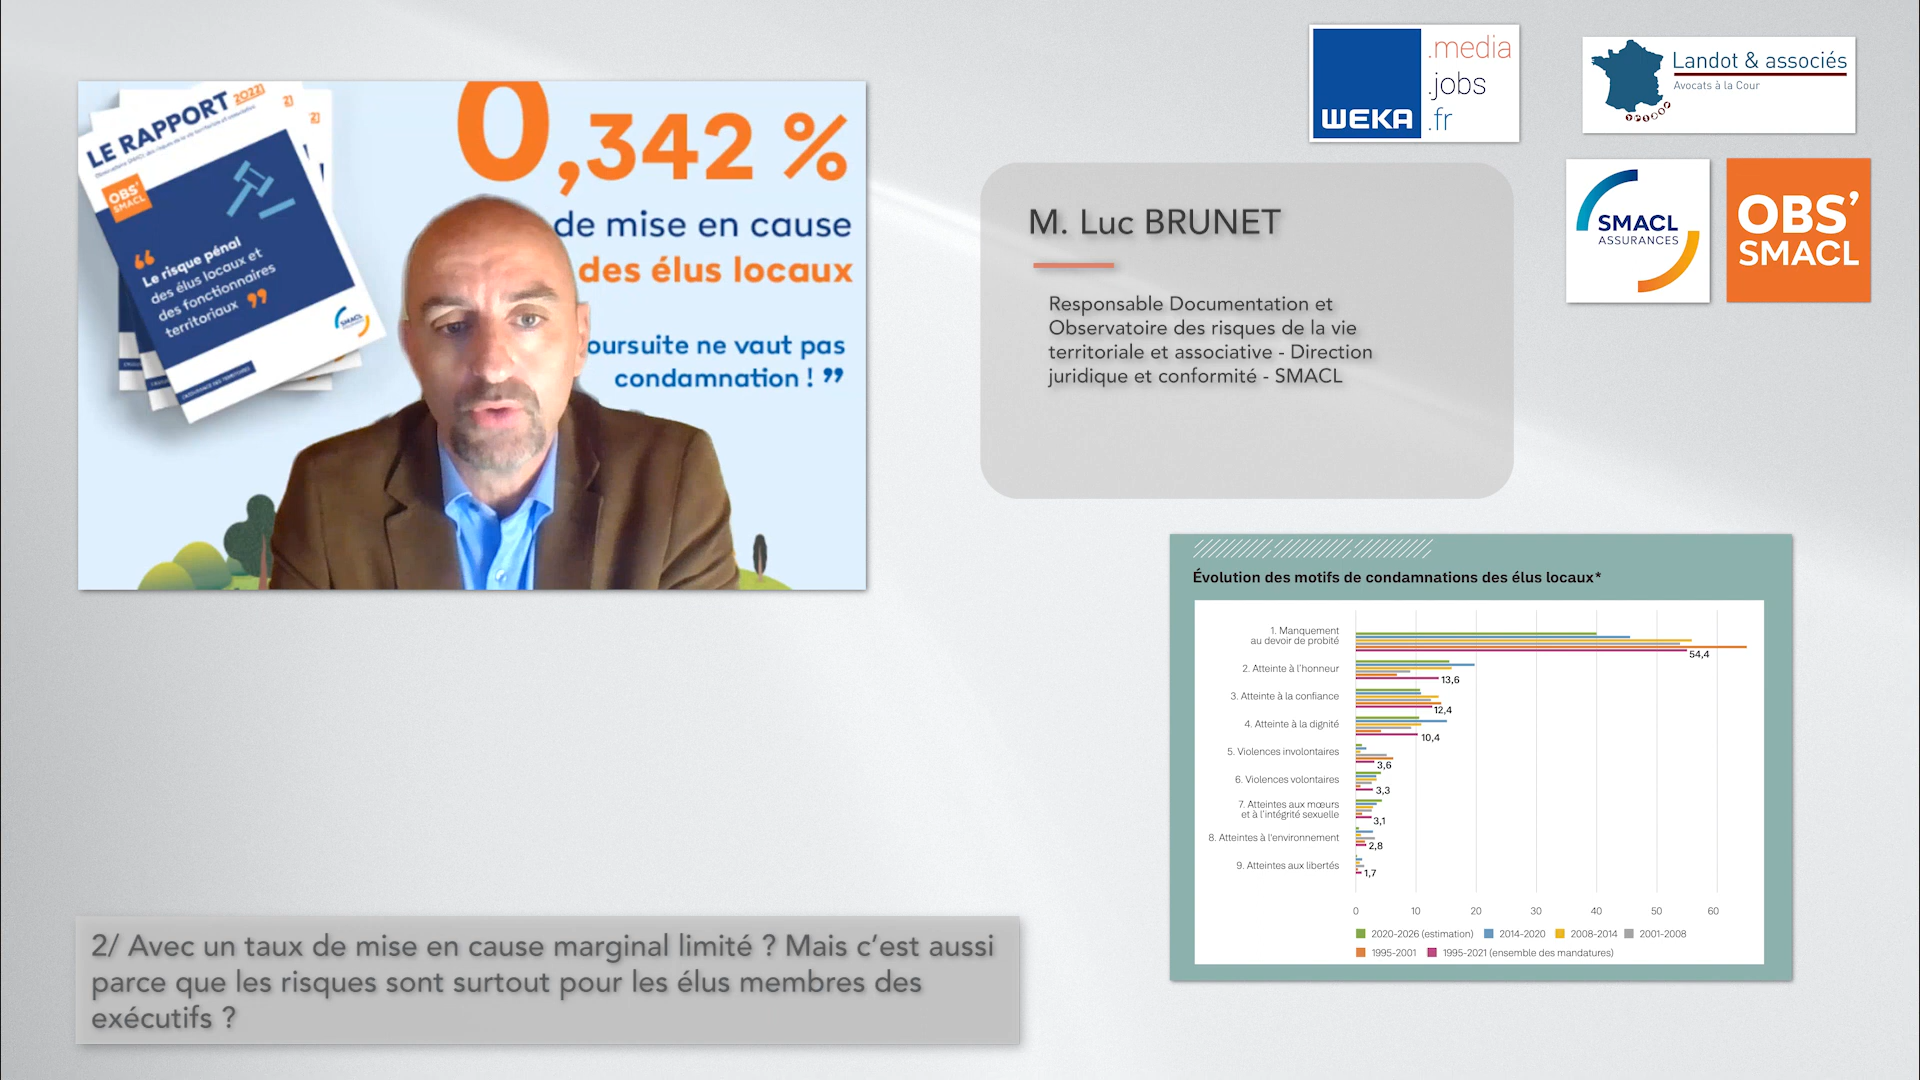 LE RAPPORT 2022
OBS'
SMACL
“ Le risque pénal
des élus locaux et
des fonctionnaires
territoriaux ”
SMACL
0,342 %
de mise en cause
des élus locaux
oursuite ne vaut pas
condamnation ! ”
WEKA
.media
.jobs
.fr
Landot & associés
Avocats à la Cour
SMACL
ASSURANCES
OBS'
SMACL
M. Luc BRUNET
Responsable Documentation et
Observatoire des risques de la vie
territoriale et associative - Direction
juridique et conformité - SMACL
Évolution des motifs de condamnations des élus locaux*
1. Manquement
au devoir de probité
54,4
2. Atteinte à l'honneur
13,6
3. Atteinte à la confiance
12,4
4. Atteinte à la dignité
10,4
5. Violences involontaires
3,6
6. Violences volontaires
3,3
7. Atteintes aux mœurs
et à l'intégrité sexuelle
3,1
8. Atteintes à l'environnement
2,8
9. Atteintes aux libertés
1,7
0 10 20 30 40 50 60
2020-2026 (estimation) 2014-2020 2008-2014 2001-2008
1995-2001 1995-2021 (ensemble des mandatures)
2/ Avec un taux de mise en cause marginal limité ? Mais c'est aussi
parce que les risques sont surtout pour les élus membres des
exécutifs ?